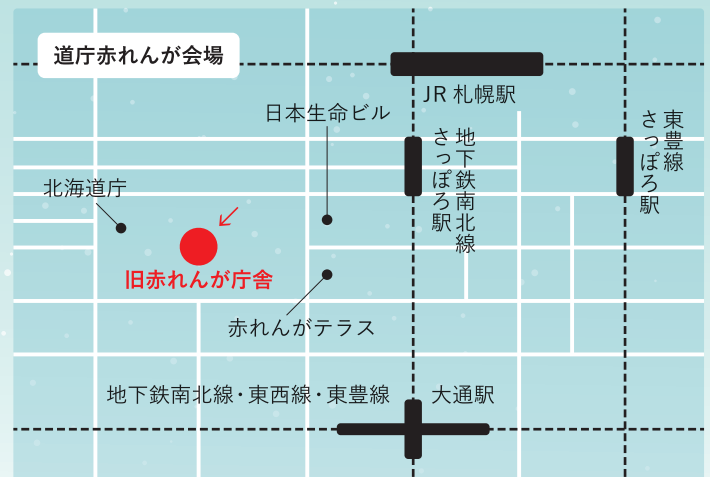 道庁赤れんが会場
JR 札幌駅
日本生命ビル
地下鉄南北線
さっぽろ駅
東豊線
さっぽろ駅
北海道庁
旧赤れんが庁舎
赤れんがテラス
地下鉄南北線・東西線・東豊線
大通駅